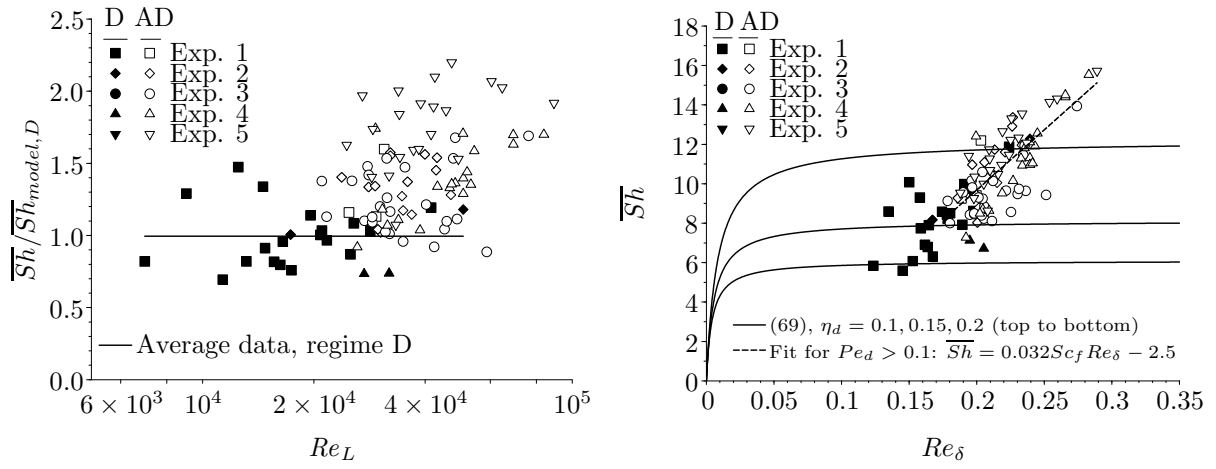 D AD
Exp. 1
Exp. 2
Exp. 3
Exp. 4
Exp. 5
2.5
2.0
1.5
1.0
0.5
0.0
Average data, regime D
6 × 10³
10⁴
2 × 10⁴
4 × 10⁴
10⁵
Re_L
S̅h̅/S̅h̅_{model,D}
D AD
Exp. 1
Exp. 2
Exp. 3
Exp. 4
Exp. 5
18
16
14
12
10
8
6
4
2
0
(69), η_d = 0.1, 0.15, 0.2 (top to bottom)
Fit for Pe_d > 0.1: S̅h̅ = 0.032Sc_f Re_δ − 2.5
0
0.05
0.1
0.15
0.2
0.25
0.3
0.35
Re_δ
S̅h̅